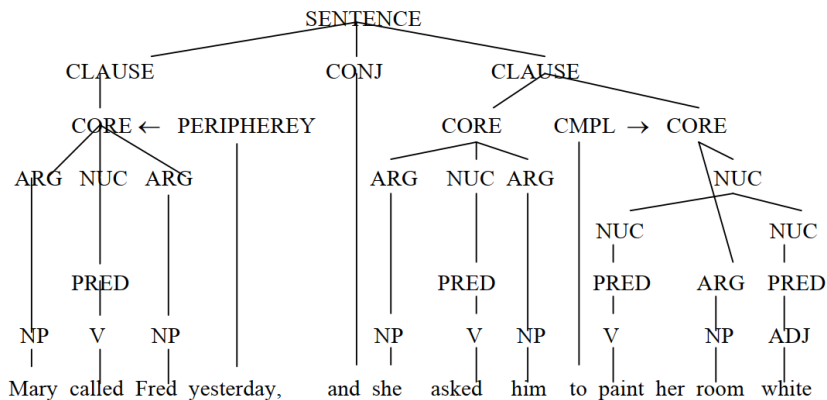 SENTENCE
CLAUSE CONJ CLAUSE
CORE ← PERIPHEREY CORE CMPL → CORE
ARG NUC ARG ARG NUC ARG NUC
NUC NUC
PRED PRED PRED ARG PRED
NP V NP NP V NP V NP ADJ
Mary called Fred yesterday, and she asked him to paint her room white